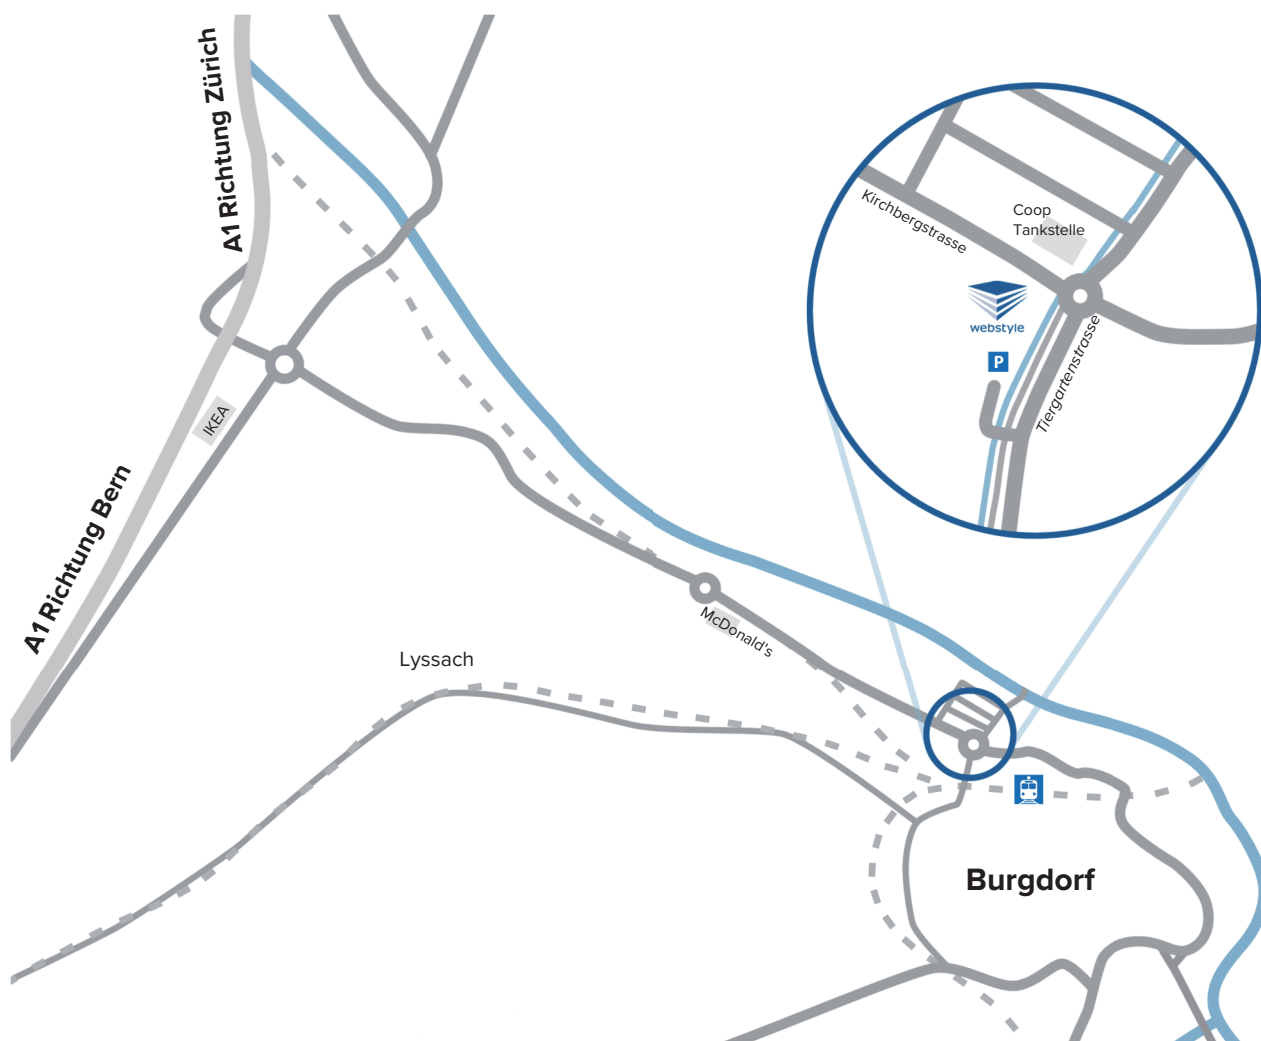 A1 Richtung Zürich
Kirchbergstrasse
Coop
Tankstelle
webstyle
P
Tiergartenstrasse
IKEA
A1 Richtung Bern
McDonald's
Lyssach
Burgdorf